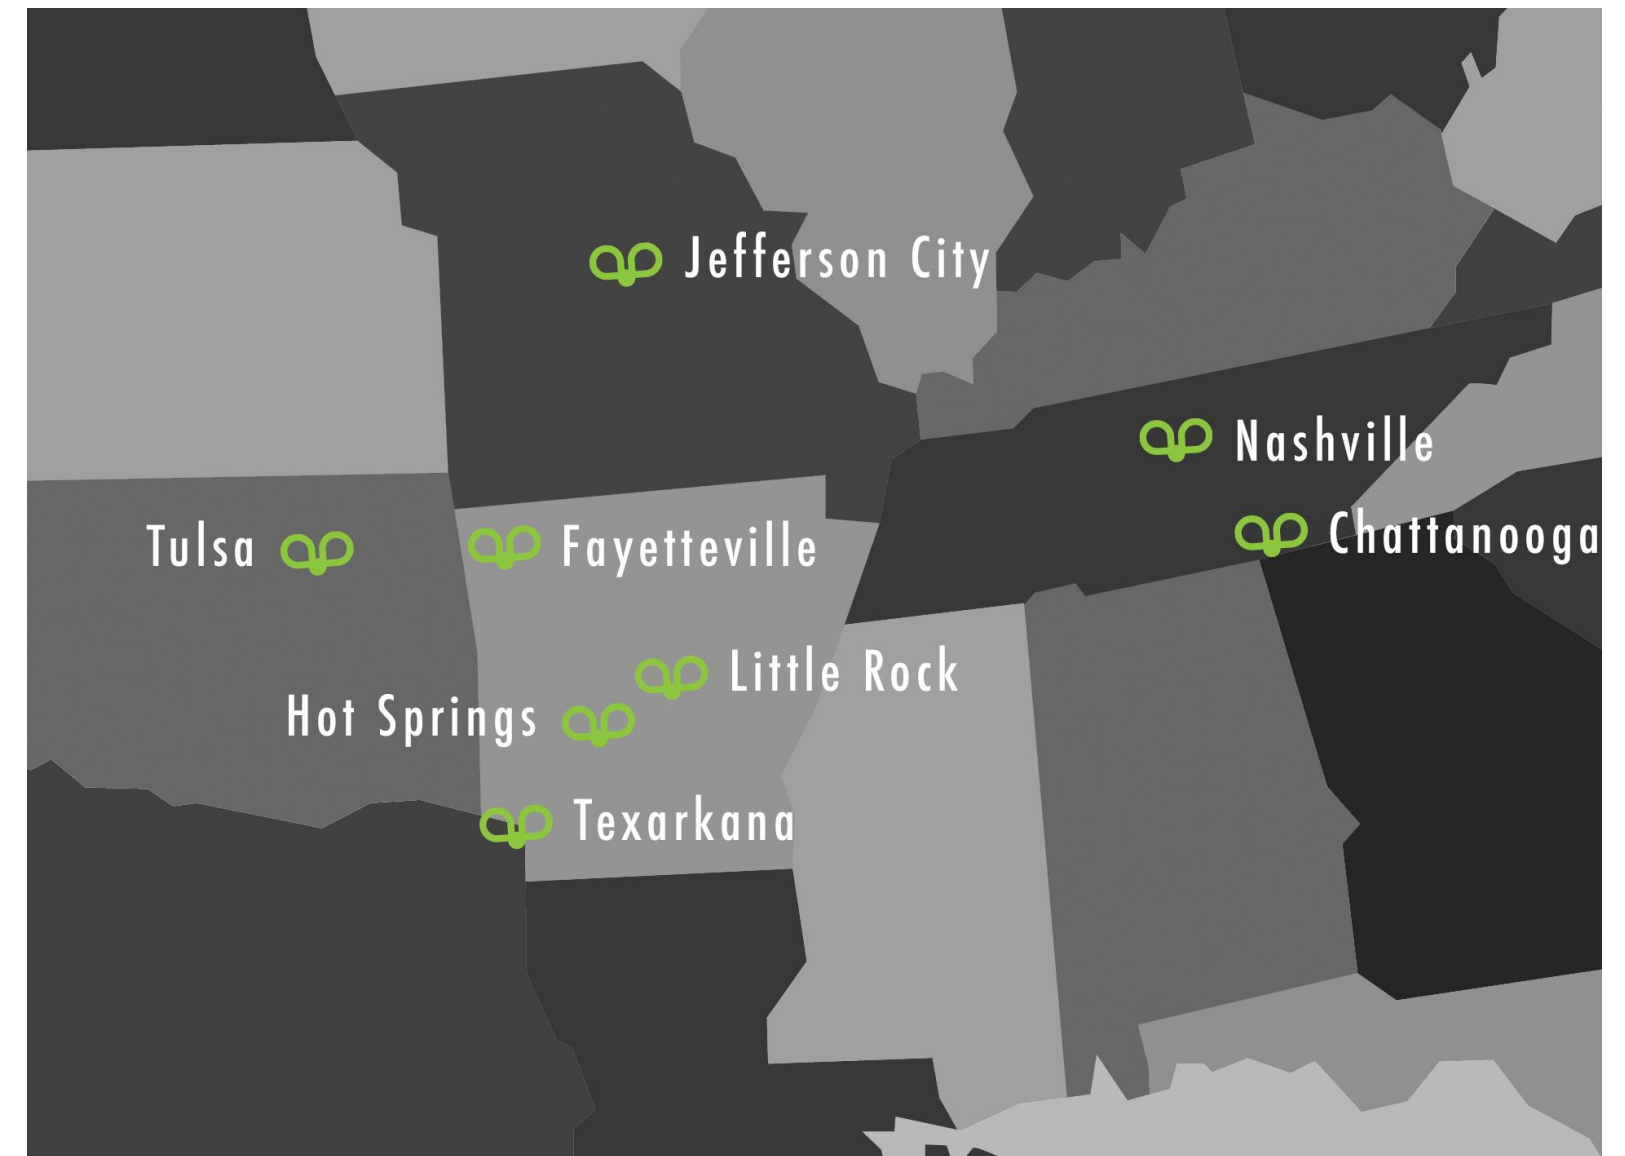 Jefferson City
Nashville
Chattanooga
Tulsa
Fayetteville
Little Rock
Hot Springs
Texarkana